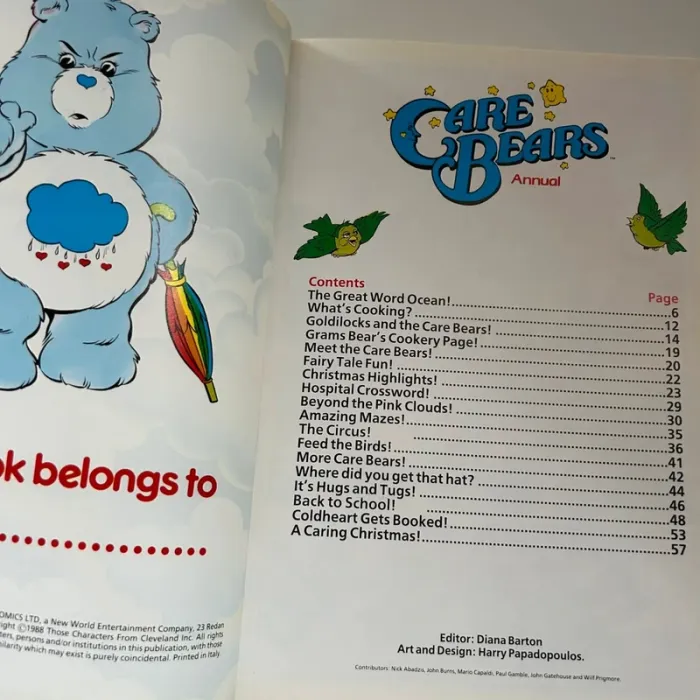 ok belongs to
OMICS LTD, a New World Entertainment Company, 23 Redan
ight ©1988 Those Characters From Cleveland Inc. All rights
ters, persons and/or institutions in this publication, with those
milarity which may exist is purely coincidental. Printed in Italy
CARE
BEARS™
Annual
Contents Page
The Great Word Ocean!...6
What's Cooking?...12
Goldilocks and the Care Bears!...14
Grams Bear's Cookery Page!...19
Meet the Care Bears!...20
Fairy Tale Fun!...22
Christmas Highlights!...23
Hospital Crossword!...29
Beyond the Pink Clouds!...30
Amazing Mazes!...35
The Circus! ...36
Feed the Birds!...41
More Care Bears!...42
Where did you get that hat?...44
It's Hugs and Tugs!...46
Back to School! ...48
Coldheart Gets Booked!...53
A Caring Christmas!...57
Editor: Diana Barton
Art and Design: Harry Papadopoulos.
Contributors: Nick Abadzu, John Burns, Mario Capaldi, Paul Gamble, John Gatehouse and Will Prigmore.